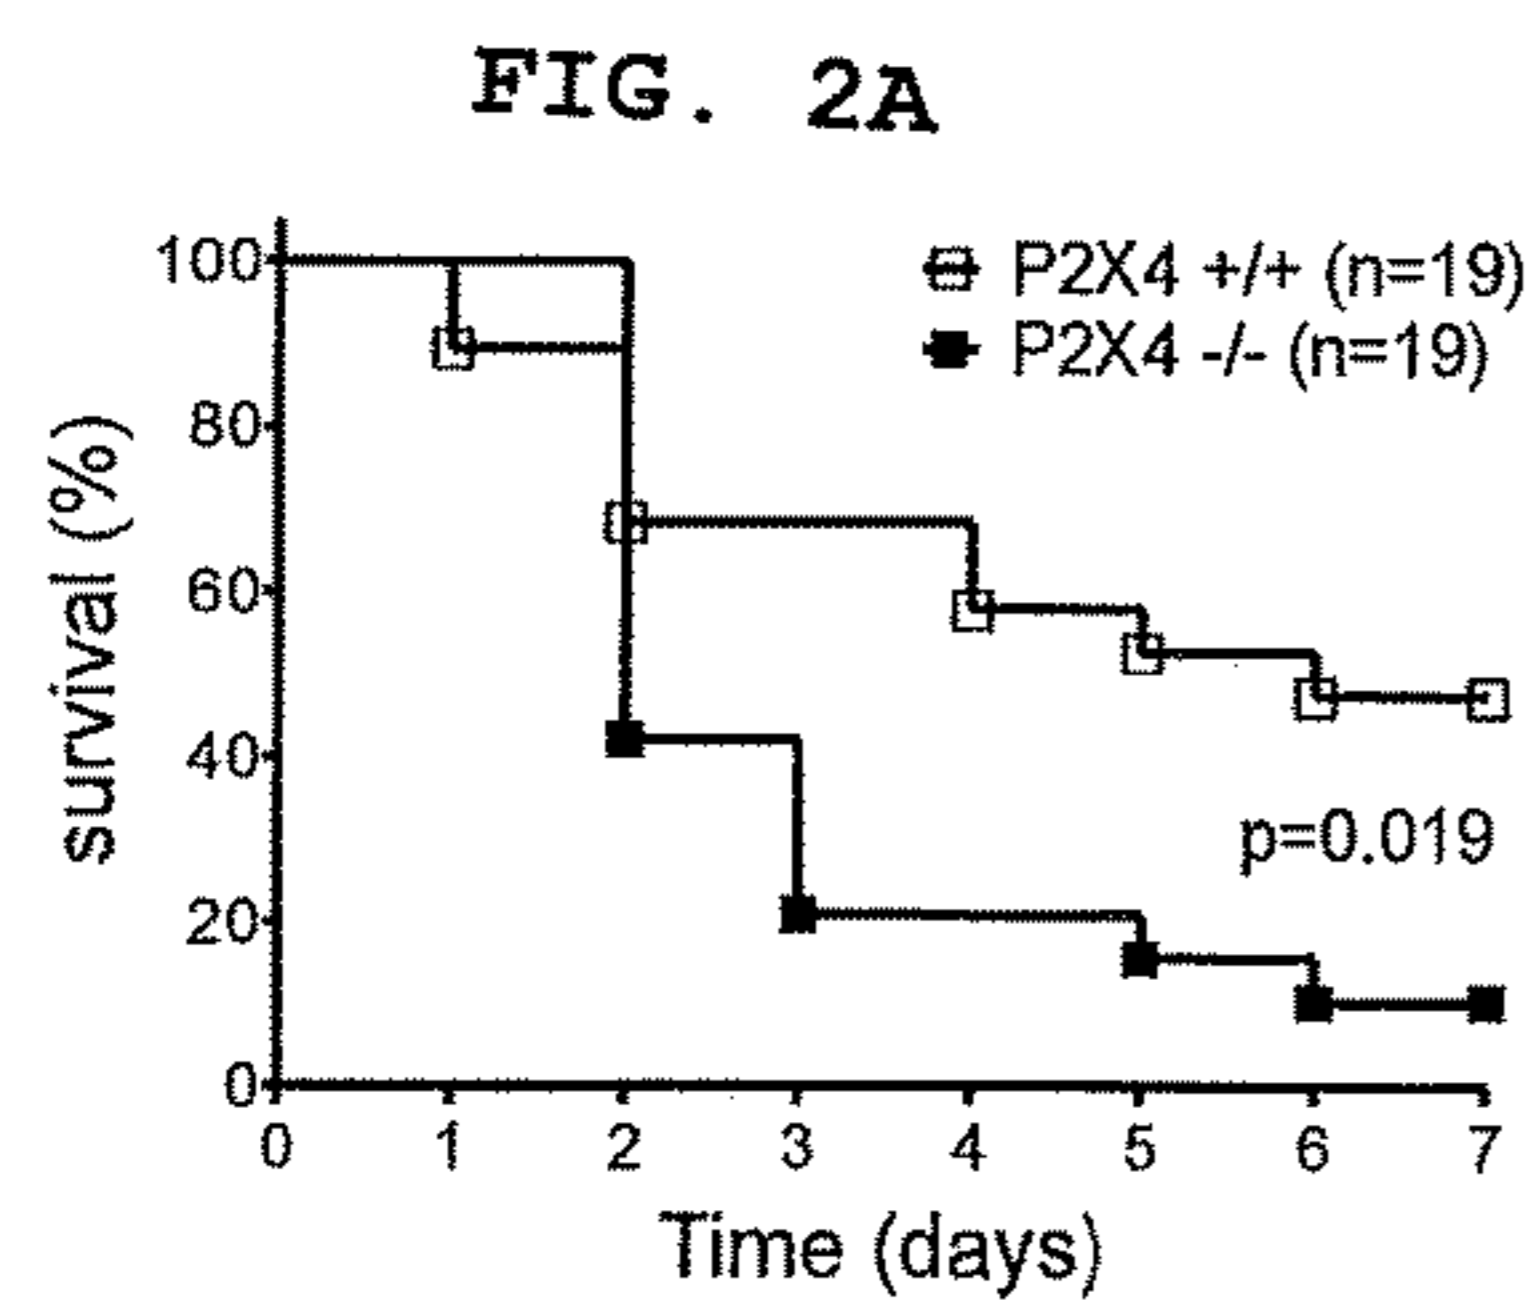 FIG. 2A
P2X4 +/+ (n=19)
P2X4 -/- (n=19)
100
80
60
40
20
0
survival (%)
p=0.019
0 1 2 3 4 5 6 7
Time (days)